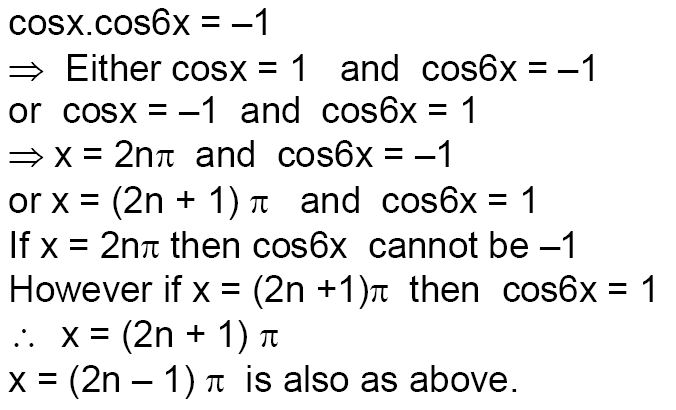 cosx.cos6x = –1
⇒ Either cosx = 1 and cos6x = –1
or cosx = –1 and cos6x = 1
⇒ x = 2nπ and cos6x = –1
or x = (2n + 1) π and cos6x = 1
If x = 2nπ then cos6x cannot be –1
However if x = (2n +1)π then cos6x = 1
∴ x = (2n + 1) π
x = (2n – 1) π is also as above.